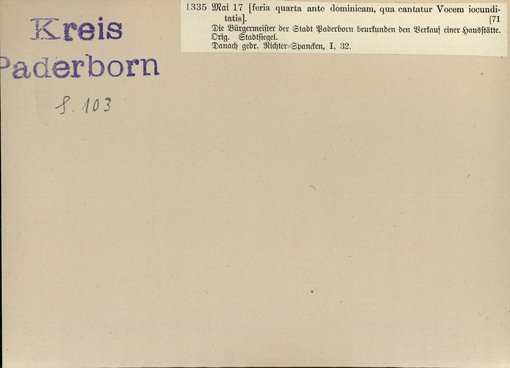 Kreis
Paderborn
S. 103
1335 Mai 17 [feria quarta ante dominicam, qua cantatur Vocem iocundi-
tatis]. [71
Die Bürgermeister der Stadt Paderborn beurkunden den Verkauf einer Hausstätte.
Orig. Stadtsiegel.
Danach gedr. Richter-Spancken, I, 32.